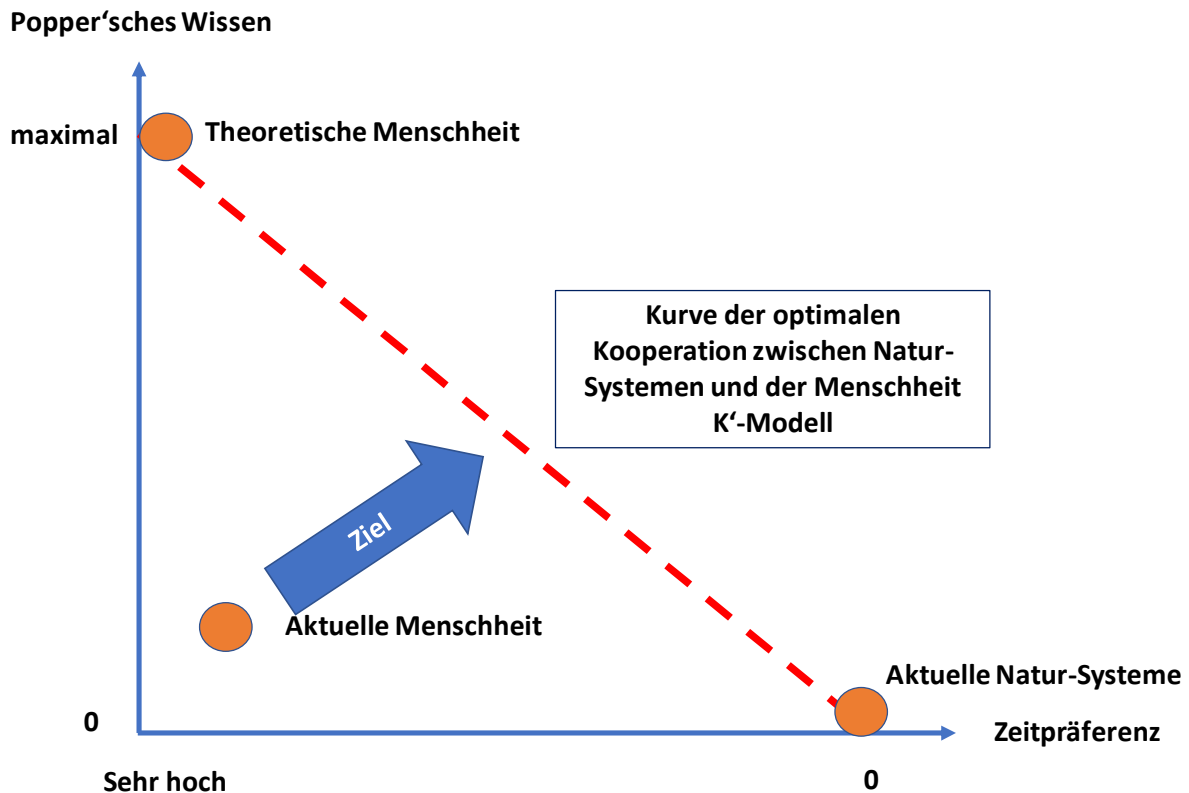 Popper‘sches Wissen
maximal
Theoretische Menschheit
Kurve der optimalen
Kooperation zwischen Natur-
Systemen und der Menschheit
K‘-Modell
Ziel
Aktuelle Menschheit
Aktuelle Natur-Systeme
0
Zeitpräferenz
Sehr hoch
0